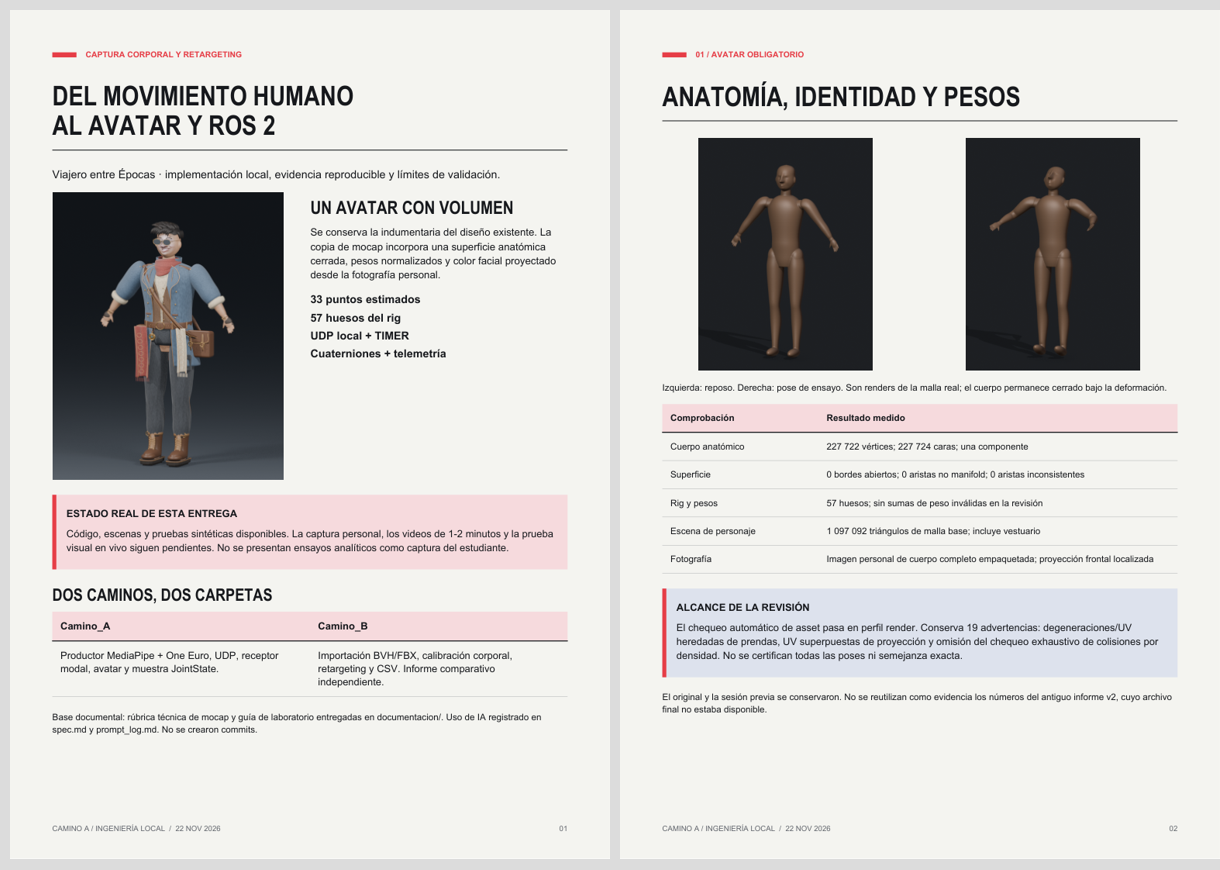 CAPTURA CORPORAL Y RETARGETING
DEL MOVIMIENTO HUMANO
AL AVATAR Y ROS 2
Viajero entre Épocas · implementación local, evidencia reproducible y límites de validación.
UN AVATAR CON VOLUMEN
Se conserva la indumentaria del diseño existente. La
copia de mocap incorpora una superficie anatómica
cerrada, pesos normalizados y color facial proyectado
desde la fotografía personal.
33 puntos estimados
57 huesos del rig
UDP local + TIMER
Cuaterniones + telemetría
ESTADO REAL DE ESTA ENTREGA
Código, escenas y pruebas sintéticas disponibles. La captura personal, los videos de 1-2 minutos y la prueba
visual en vivo siguen pendientes. No se presentan ensayos analíticos como captura del estudiante.
DOS CAMINOS, DOS CARPETAS
Camino_A
Camino_B
Productor MediaPipe + One Euro, UDP, receptor
modal, avatar y muestra JointState.
Importación BVH/FBX, calibración corporal,
retargeting y CSV. Informe comparativo
independiente.
Base documental: rúbrica técnica de mocap y guía de laboratorio entregadas en documentacion/. Uso de IA registrado en
spec.md y prompt_log.md. No se crearon commits.
CAMINO A / INGENIERÍA LOCAL / 22 NOV 2026
01
01 / AVATAR OBLIGATORIO
ANATOMÍA, IDENTIDAD Y PESOS
Izquierda: reposo. Derecha: pose de ensayo. Son renders de la malla real; el cuerpo permanece cerrado bajo la deformación.
Comprobación
Resultado medido
Cuerpo anatómico
227 722 vértices; 227 724 caras; una componente
Superficie
0 bordes abiertos; 0 aristas no manifold; 0 aristas inconsistentes
Rig y pesos
57 huesos; sin sumas de peso inválidas en la revisión
Escena de personaje
1 097 092 triángulos de malla base; incluye vestuario
Fotografía
Imagen personal de cuerpo completo empaquetada; proyección frontal localizada
ALCANCE DE LA REVISIÓN
El chequeo automático de asset pasa en perfil render. Conserva 19 advertencias: degeneraciones/UV
heredadas de prendas, UV superpuestas de proyección y omisión del chequeo exhaustivo de colisiones por
densidad. No se certifican todas las poses ni semejanza exacta.
El original y la sesión previa se conservaron. No se reutilizan como evidencia los números del antiguo informe v2, cuyo archivo
final no estaba disponible.
CAMINO A / INGENIERÍA LOCAL / 22 NOV 2026
02